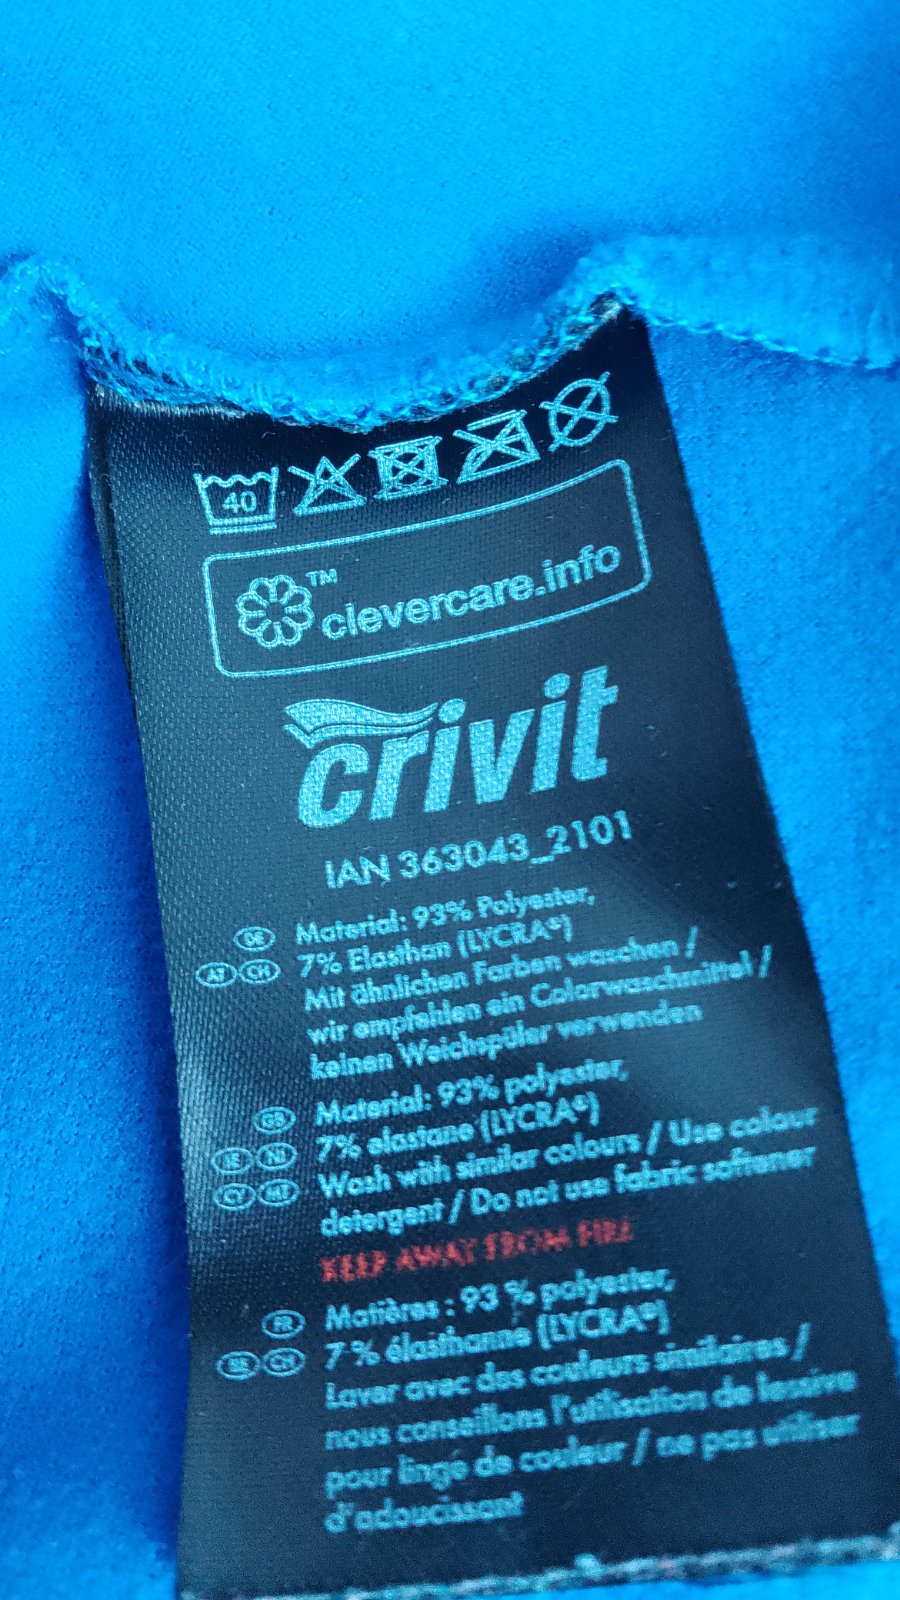 40
™
clevercare.info
crivit
IAN 363043_2101
DE Material: 93% Polyester,
AT CH 7% Elasthan (LYCRA®)
Mit ähnlichen Farben waschen /
wir empfehlen ein Colorwaschmittel /
keinen Weichspüler verwenden
GB Material: 93% polyester,
IE NI 7% elastane (LYCRA®)
CY MT Wash with similar colours / Use colour
detergent / Do not use fabric softener
KEEP AWAY FROM FIRE
FR Matières : 93 % polyester,
BE CH 7 % élasthanne (LYCRA®)
Laver avec des couleurs similaires /
nous conseillons l'utilisation de lessive
pour linge de couleur / ne pas utiliser
d'adoucissant